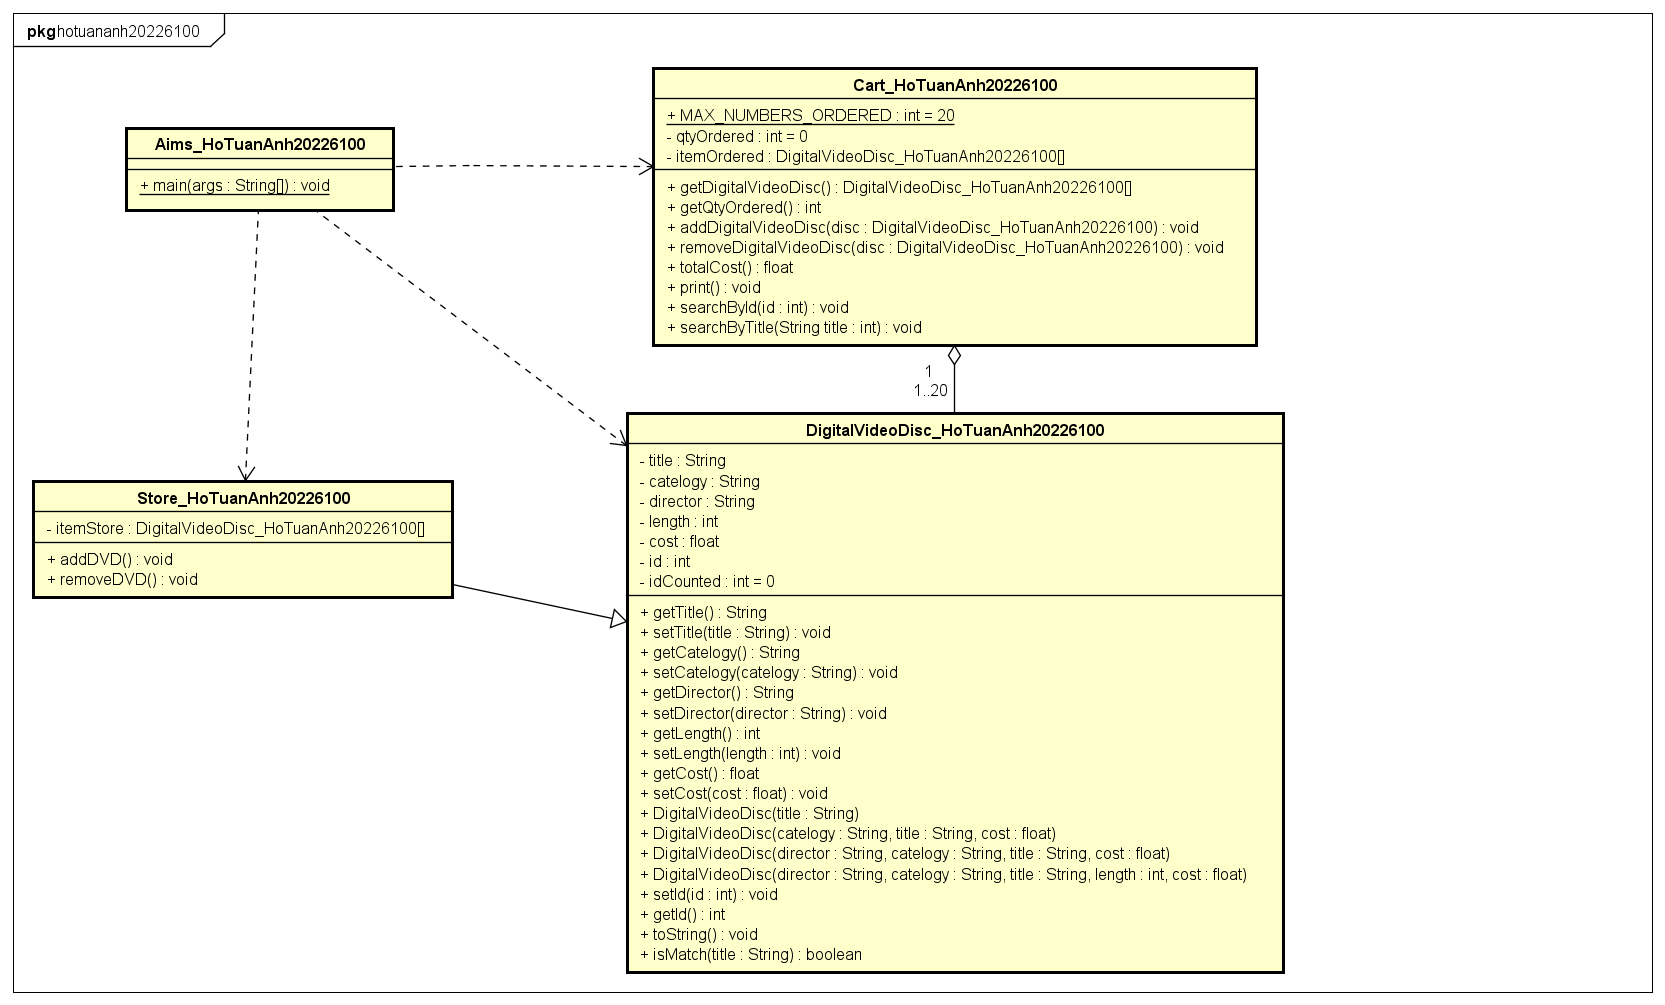 pkghotuananh20226100
Aims_HoTuanAnh20226100
+ main(args : String[]) : void
Cart_HoTuanAnh20226100
+ MAX_NUMBERS_ORDERED : int = 20
- qtyOrdered : int = 0
- itemOrdered : DigitalVideoDisc_HoTuanAnh20226100[]
+ getDigitalVideoDisc() : DigitalVideoDisc_HoTuanAnh20226100[]
+ getQtyOrdered() : int
+ addDigitalVideoDisc(disc : DigitalVideoDisc_HoTuanAnh20226100) : void
+ removeDigitalVideoDisc(disc : DigitalVideoDisc_HoTuanAnh20226100) : void
+ totalCost() : float
+ print() : void
+ searchById(id : int) : void
+ searchByTitle(String title : int) : void
1
1..20
Store_HoTuanAnh20226100
- itemStore : DigitalVideoDisc_HoTuanAnh20226100[]
+ addDVD() : void
+ removeDVD() : void
DigitalVideoDisc_HoTuanAnh20226100
- title : String
- catelogy : String
- director : String
- length : int
- cost : float
- id : int
- idCounted : int = 0
+ getTitle() : String
+ setTitle(title : String) : void
+ getCatelogy() : String
+ setCatelogy(catelogy : String) : void
+ getDirector() : String
+ setDirector(director : String) : void
+ getLength() : int
+ setLength(length : int) : void
+ getCost() : float
+ setCost(cost : float) : void
+ DigitalVideoDisc(title : String)
+ DigitalVideoDisc(catelogy : String, title : String, cost : float)
+ DigitalVideoDisc(director : String, catelogy : String, title : String, cost : float)
+ DigitalVideoDisc(director : String, catelogy : String, title : String, length : int, cost : float)
+ setId(id : int) : void
+ getId() : int
+ toString() : void
+ isMatch(title : String) : boolean